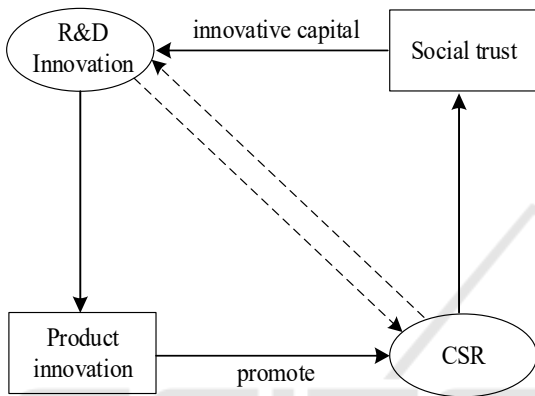 R&D
Innovation
innovative capital
Social trust
Product
innovation
promote
CSR